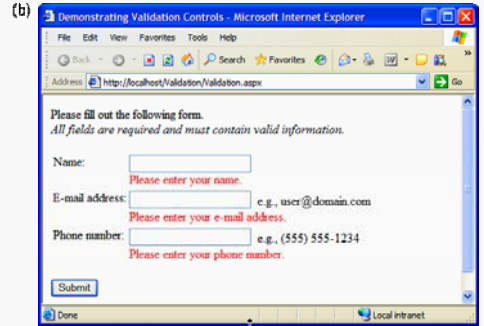 (b)
Demonstrating Validation Controls - Microsoft Internet Explorer
File Edit View Favorites Tools Help
Back Search Favorites »
Address http://localhost/Validation/Validation.aspx Go
Please fill out the following form.
All fields are required and must contain valid information.
Name:
Please enter your name.
E-mail address: e.g., user@domain.com
Please enter your e-mail address.
Phone number: e.g., (555) 555-1234
Please enter your phone number.
Submit
Done Local intranet